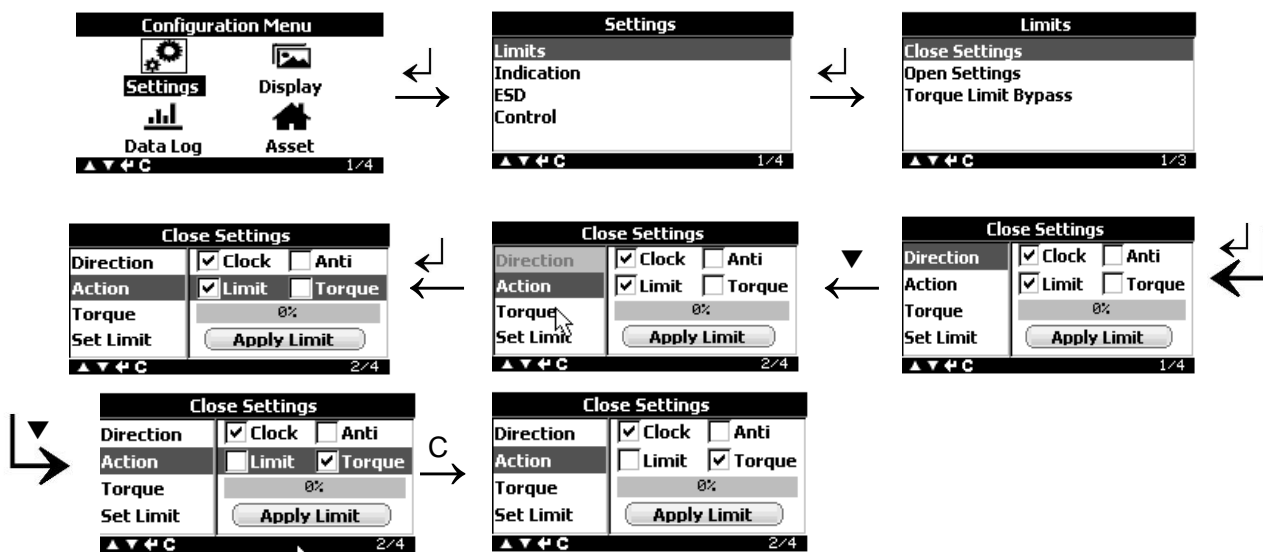 Configuration Menu
Settings Display
Data Log Asset
▲ ▼ ↵ C 1/4
Settings
Limits
Indication
ESD
Control
▲ ▼ ↵ C 1/4
Limits
Close Settings
Open Settings
Torque Limit Bypass
▲ ▼ ↵ C 1/3
Close Settings
Direction Clock Anti
Action Limit Torque
Torque 0%
Set Limit Apply Limit
▲ ▼ ↵ C 1/4
▼
Close Settings
Direction Clock Anti
Action Limit Torque
Torque 0%
Set Limit Apply Limit
▲ ▼ ↵ C 2/4
Close Settings
Direction Clock Anti
Action Limit Torque
Torque 0%
Set Limit Apply Limit
▲ ▼ ↵ C 2/4
▼
Close Settings
Direction Clock Anti
Action Limit Torque
Torque 0%
Set Limit Apply Limit
▲ ▼ ↵ C 2/4
C
Close Settings
Direction Clock Anti
Action Limit Torque
Torque 0%
Set Limit Apply Limit
▲ ▼ ↵ C 2/4